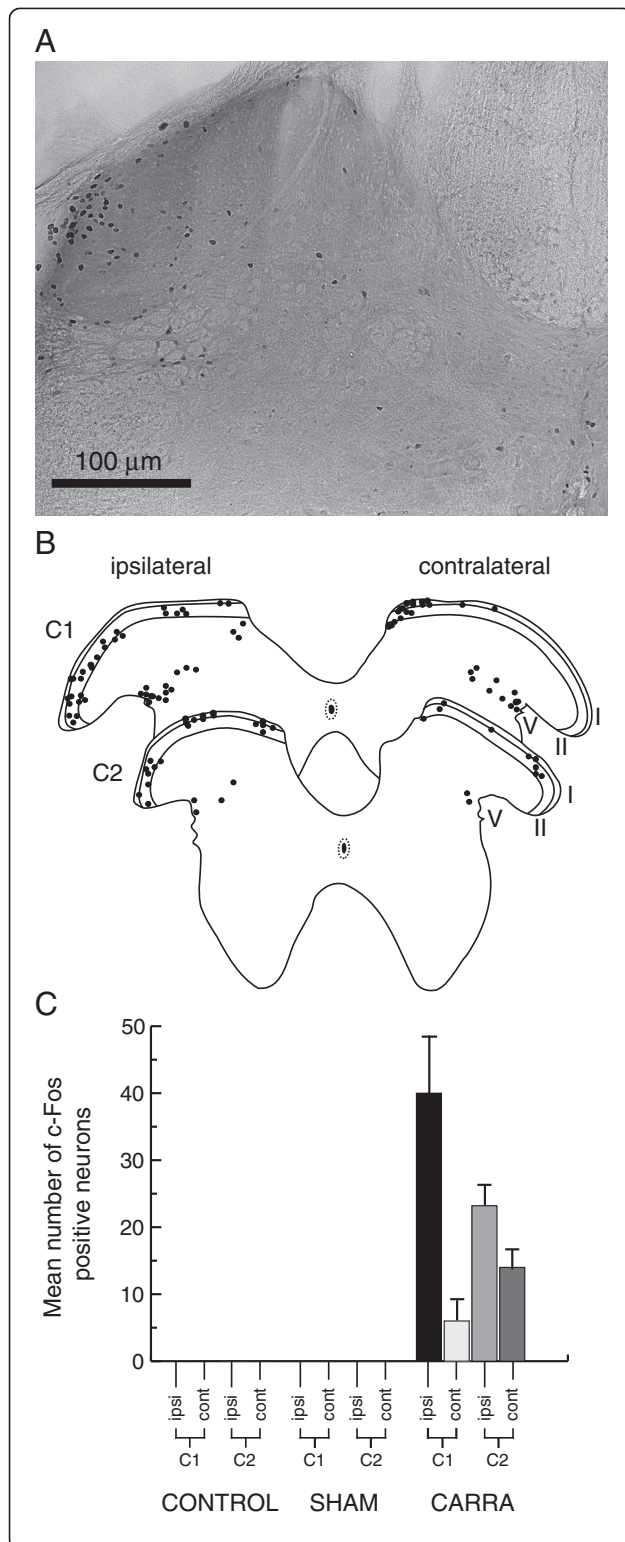 A
100 μm
B
ipsilateral
contralateral
C1
V
II
I
C2
V
II
I
C
Mean number of c-Fos
positive neurons
50
40
30
20
10
0
ipsi cont ipsi cont ipsi cont ipsi cont ipsi cont ipsi cont
C1 C2 C1 C2 C1 C2
CONTROL SHAM CARRA